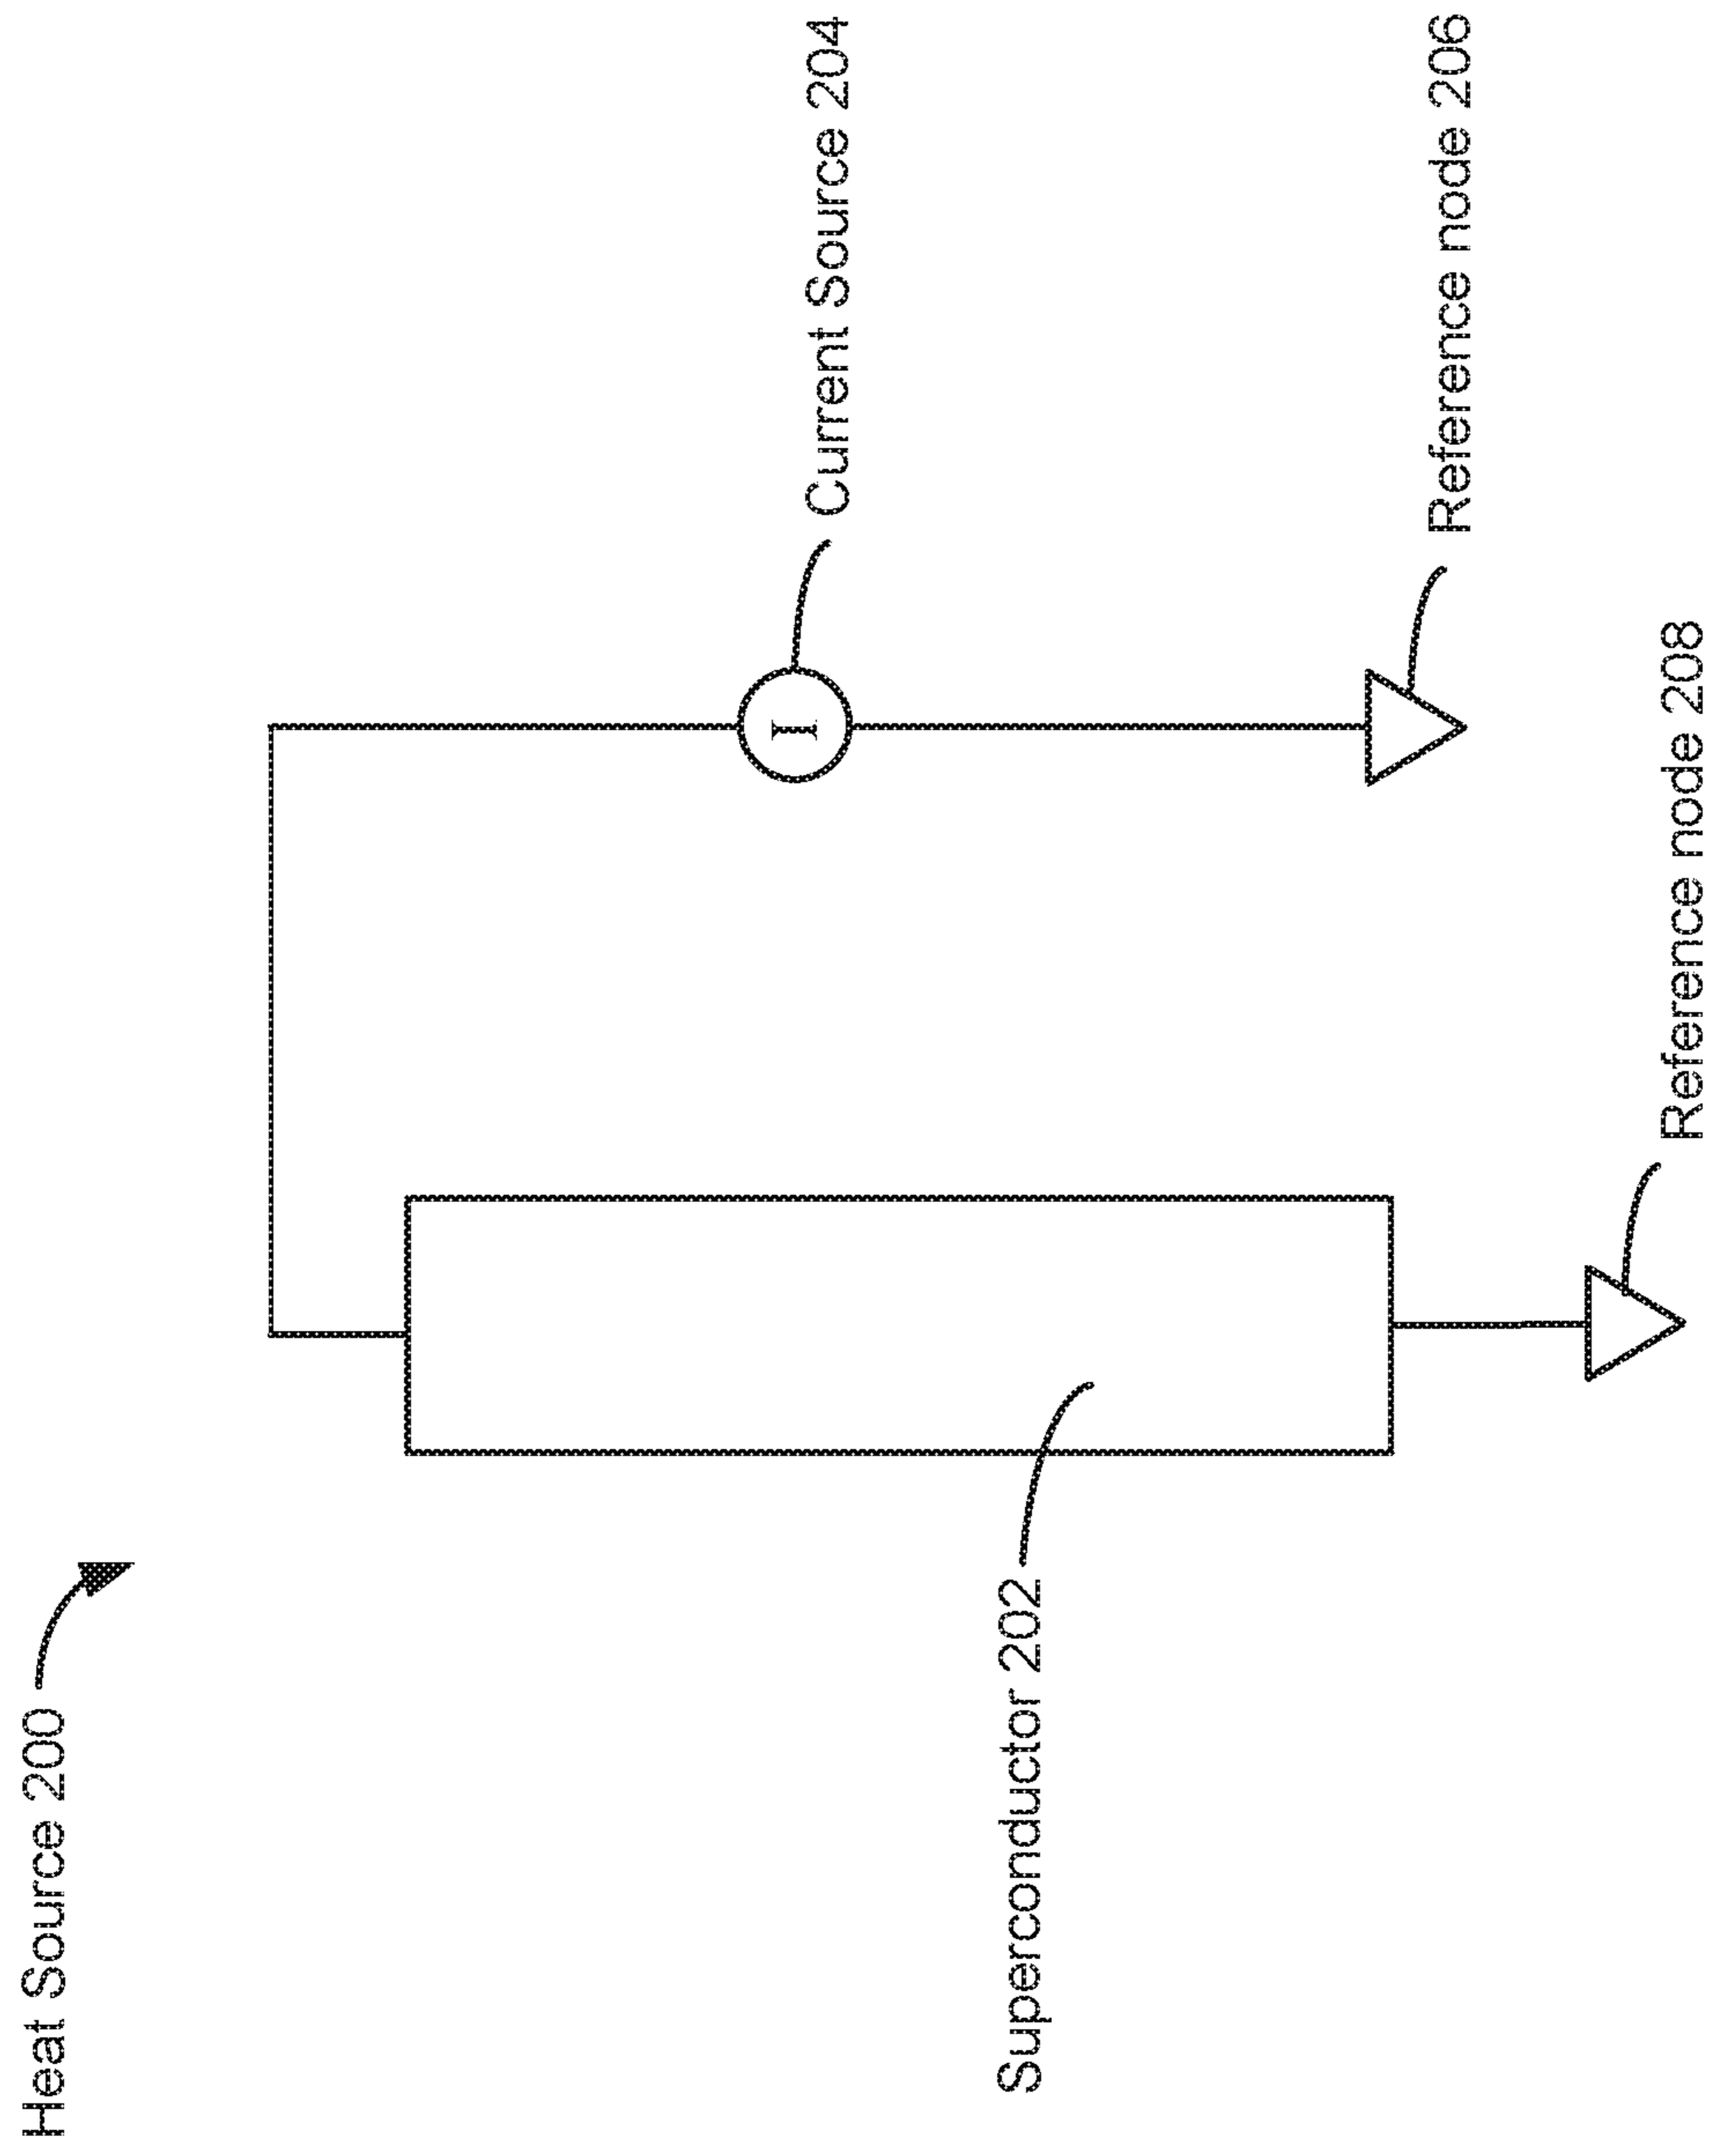 Heat Source 200
Current Source 204
I
Superconductor 202
Reference node 206
Reference node 208